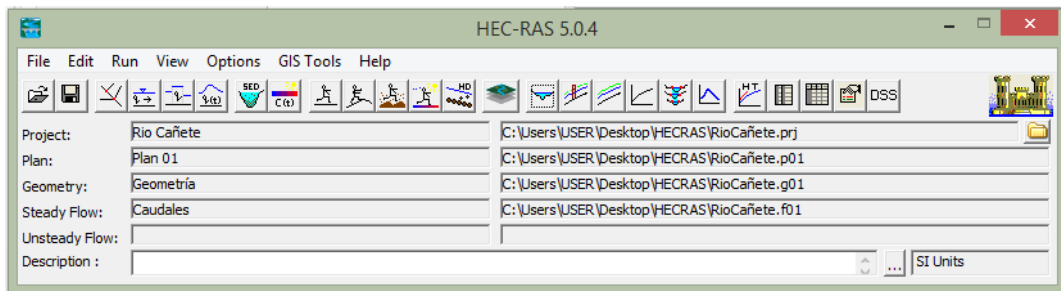 HEC-RAS 5.0.4
File Edit Run View Options GIS Tools Help
SED C(t) HD HT DSS
Project: Rio Cañete C:\Users\USER\Desktop\HECRAS\RioCañete.prj
Plan: Plan 01 C:\Users\USER\Desktop\HECRAS\RioCañete.p01
Geometry: Geometría C:\Users\USER\Desktop\HECRAS\RioCañete.g01
Steady Flow: Caudales C:\Users\USER\Desktop\HECRAS\RioCañete.f01
Unsteady Flow:
Description : ... SI Units